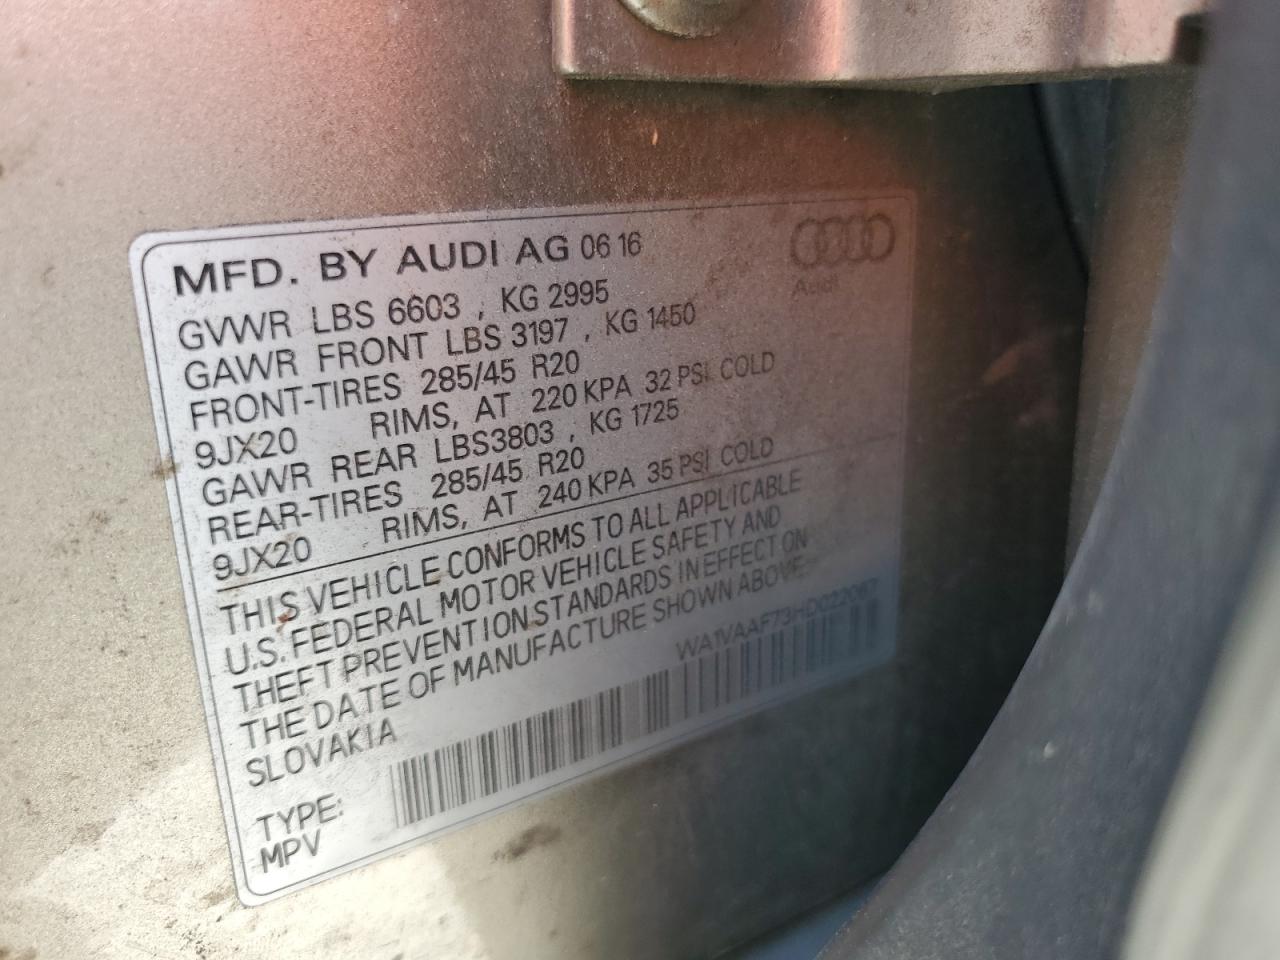 MFD. BY AUDI AG 06 16
Audi
GVWR LBS 6603 , KG 2995
GAWR FRONT LBS 3197 , KG 1450
FRONT-TIRES 285/45 R20
9JX20 RIMS, AT 220 KPA 32 PSI COLD
GAWR REAR LBS3803 , KG 1725
REAR-TIRES 285/45 R20
9JX20 RIMS, AT 240 KPA 35 PSI COLD
THIS VEHICLE CONFORMS TO ALL APPLICABLE
U.S. FEDERAL MOTOR VEHICLE SAFETY AND
THEFT PREVENTION STANDARDS IN EFFECT ON
THE DATE OF MANUFACTURE SHOWN ABOVE.
SLOVAKIA
WA1VAAF73HD022067
TYPE:
MPV